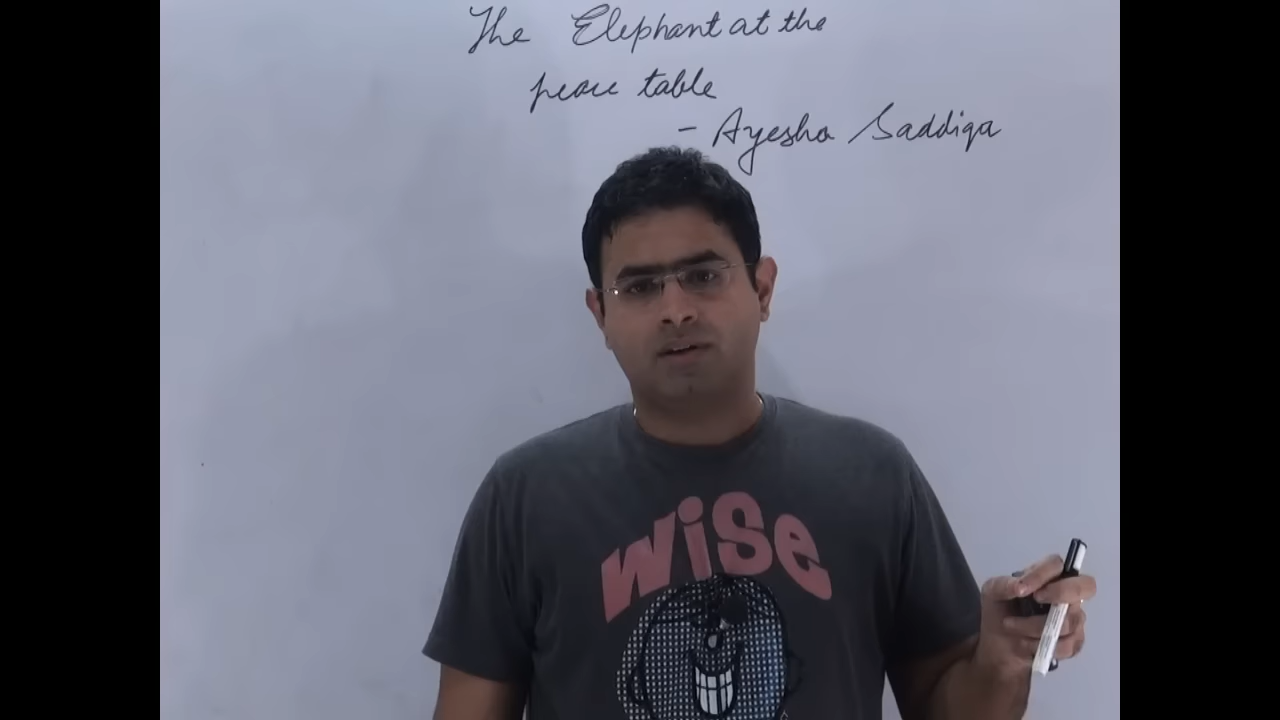 The Elephant at the
peace table
- Ayesha Saddiqa
WiSe